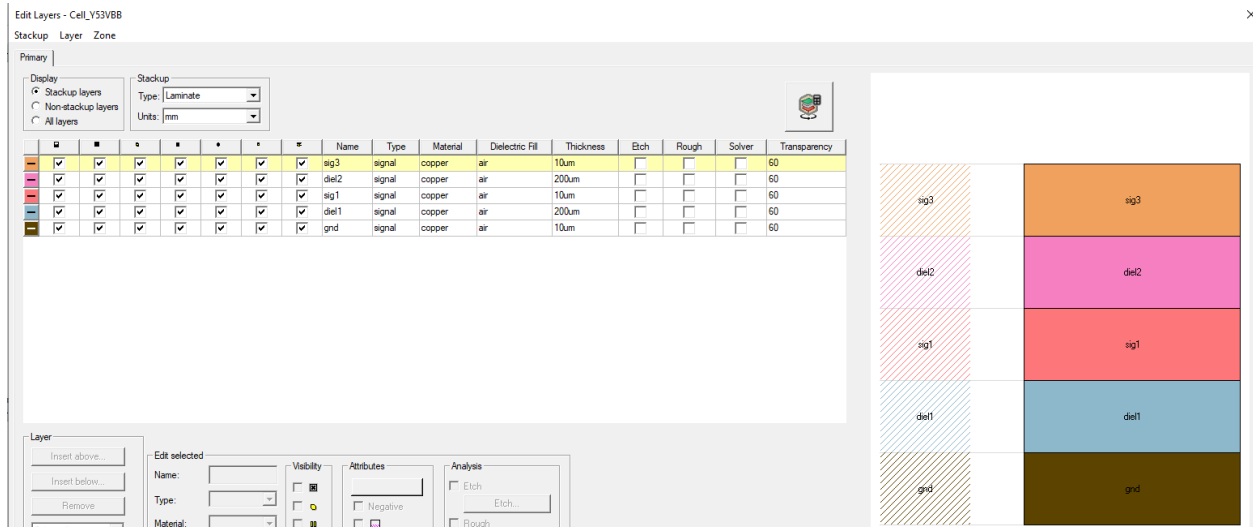 Edit Layers - Cell_Y53VBB
Stackup Layer Zone
Primary
Display
Stackup layers
Non-stackup layers
All layers
Stackup
Type: Laminate
Units: mm
Name Type Material Dielectric Fill Thickness Etch Rough Solver Transparency
sig3 signal copper air 10um 60
diel2 signal copper air 200um 60
sig1 signal copper air 10um 60
diel1 signal copper air 200um 60
gnd signal copper air 10um 60
sig3 sig3
diel2 diel2
sig1 sig1
diel1 diel1
gnd gnd
Layer
Insert above...
Insert below...
Remove
Edit selected
Name:
Type:
Material:
Visibility
Attributes
Negative
Analysis
Etch
Etch...
Rough